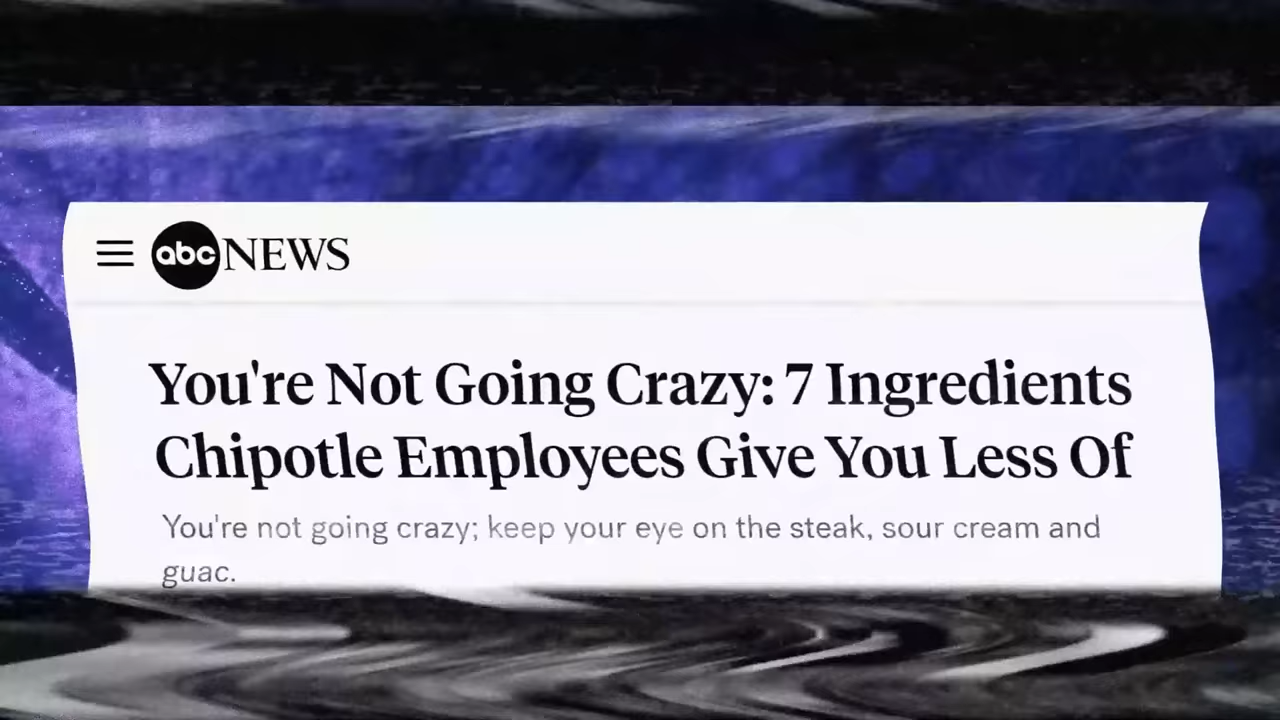 abc NEWS
You're Not Going Crazy: 7 Ingredients
Chipotle Employees Give You Less Of
You're not going crazy; keep your eye on the steak, sour cream and
guac.